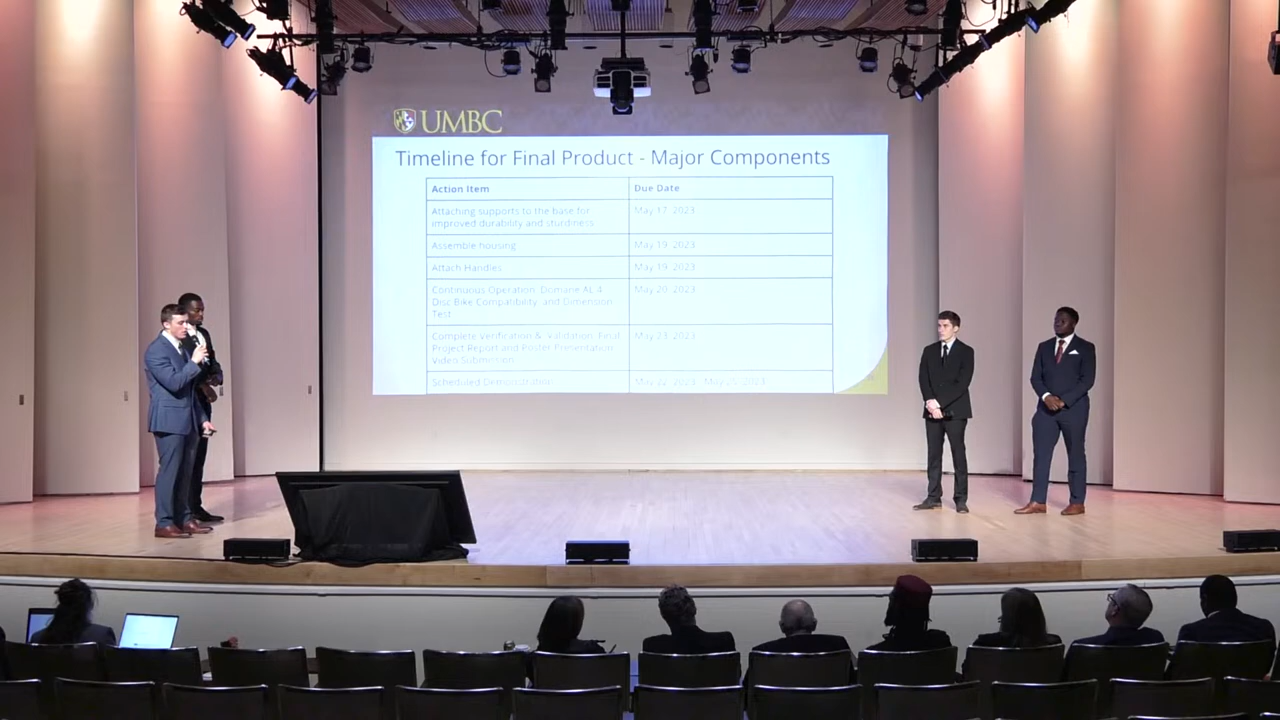 UMBC
Timeline for Final Product - Major Components
Action Item Due Date
Attaching supports to the base for May 17, 2023
improved durability and sturdiness
Assemble housing May 19, 2023
Attach Handles May 19, 2023
Continuous Operation, Domane AL 4 May 20, 2023
Disc Bike Compatibility, and Dimension
Test
Complete verification & validation, Final May 23, 2023
Project Report and Poster Presentation
Video Submission
Scheduled Demonstration May 22, 2023 - May 25, 2023